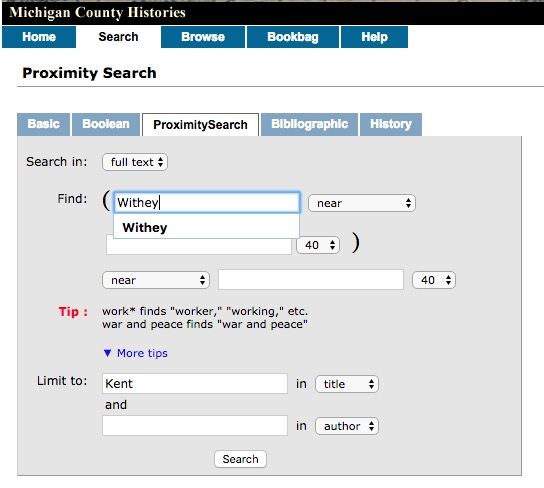 Michigan County Histories
Home Search Browse Bookbag Help
Proximity Search
Basic Boolean ProximitySearch Bibliographic History
Search in: full text
Find: ( Withey near
Withey
40 )
near 40
Tip : work* finds "worker," "working," etc.
war and peace finds "war and peace"
▼ More tips
Limit to: Kent in title
and
in author
Search